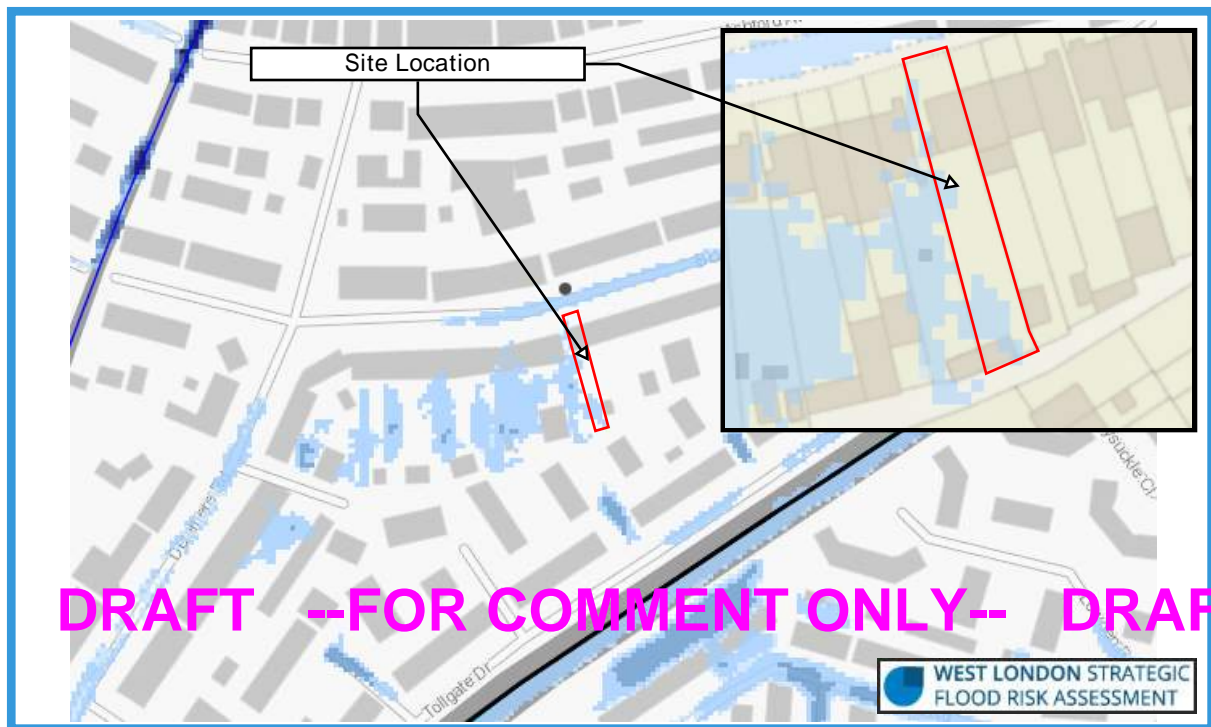 Site Location
DRAFT --FOR COMMENT ONLY-- DRAF
Tollgate Dr
WEST LONDON STRATEGIC
FLOOD RISK ASSESSMENT